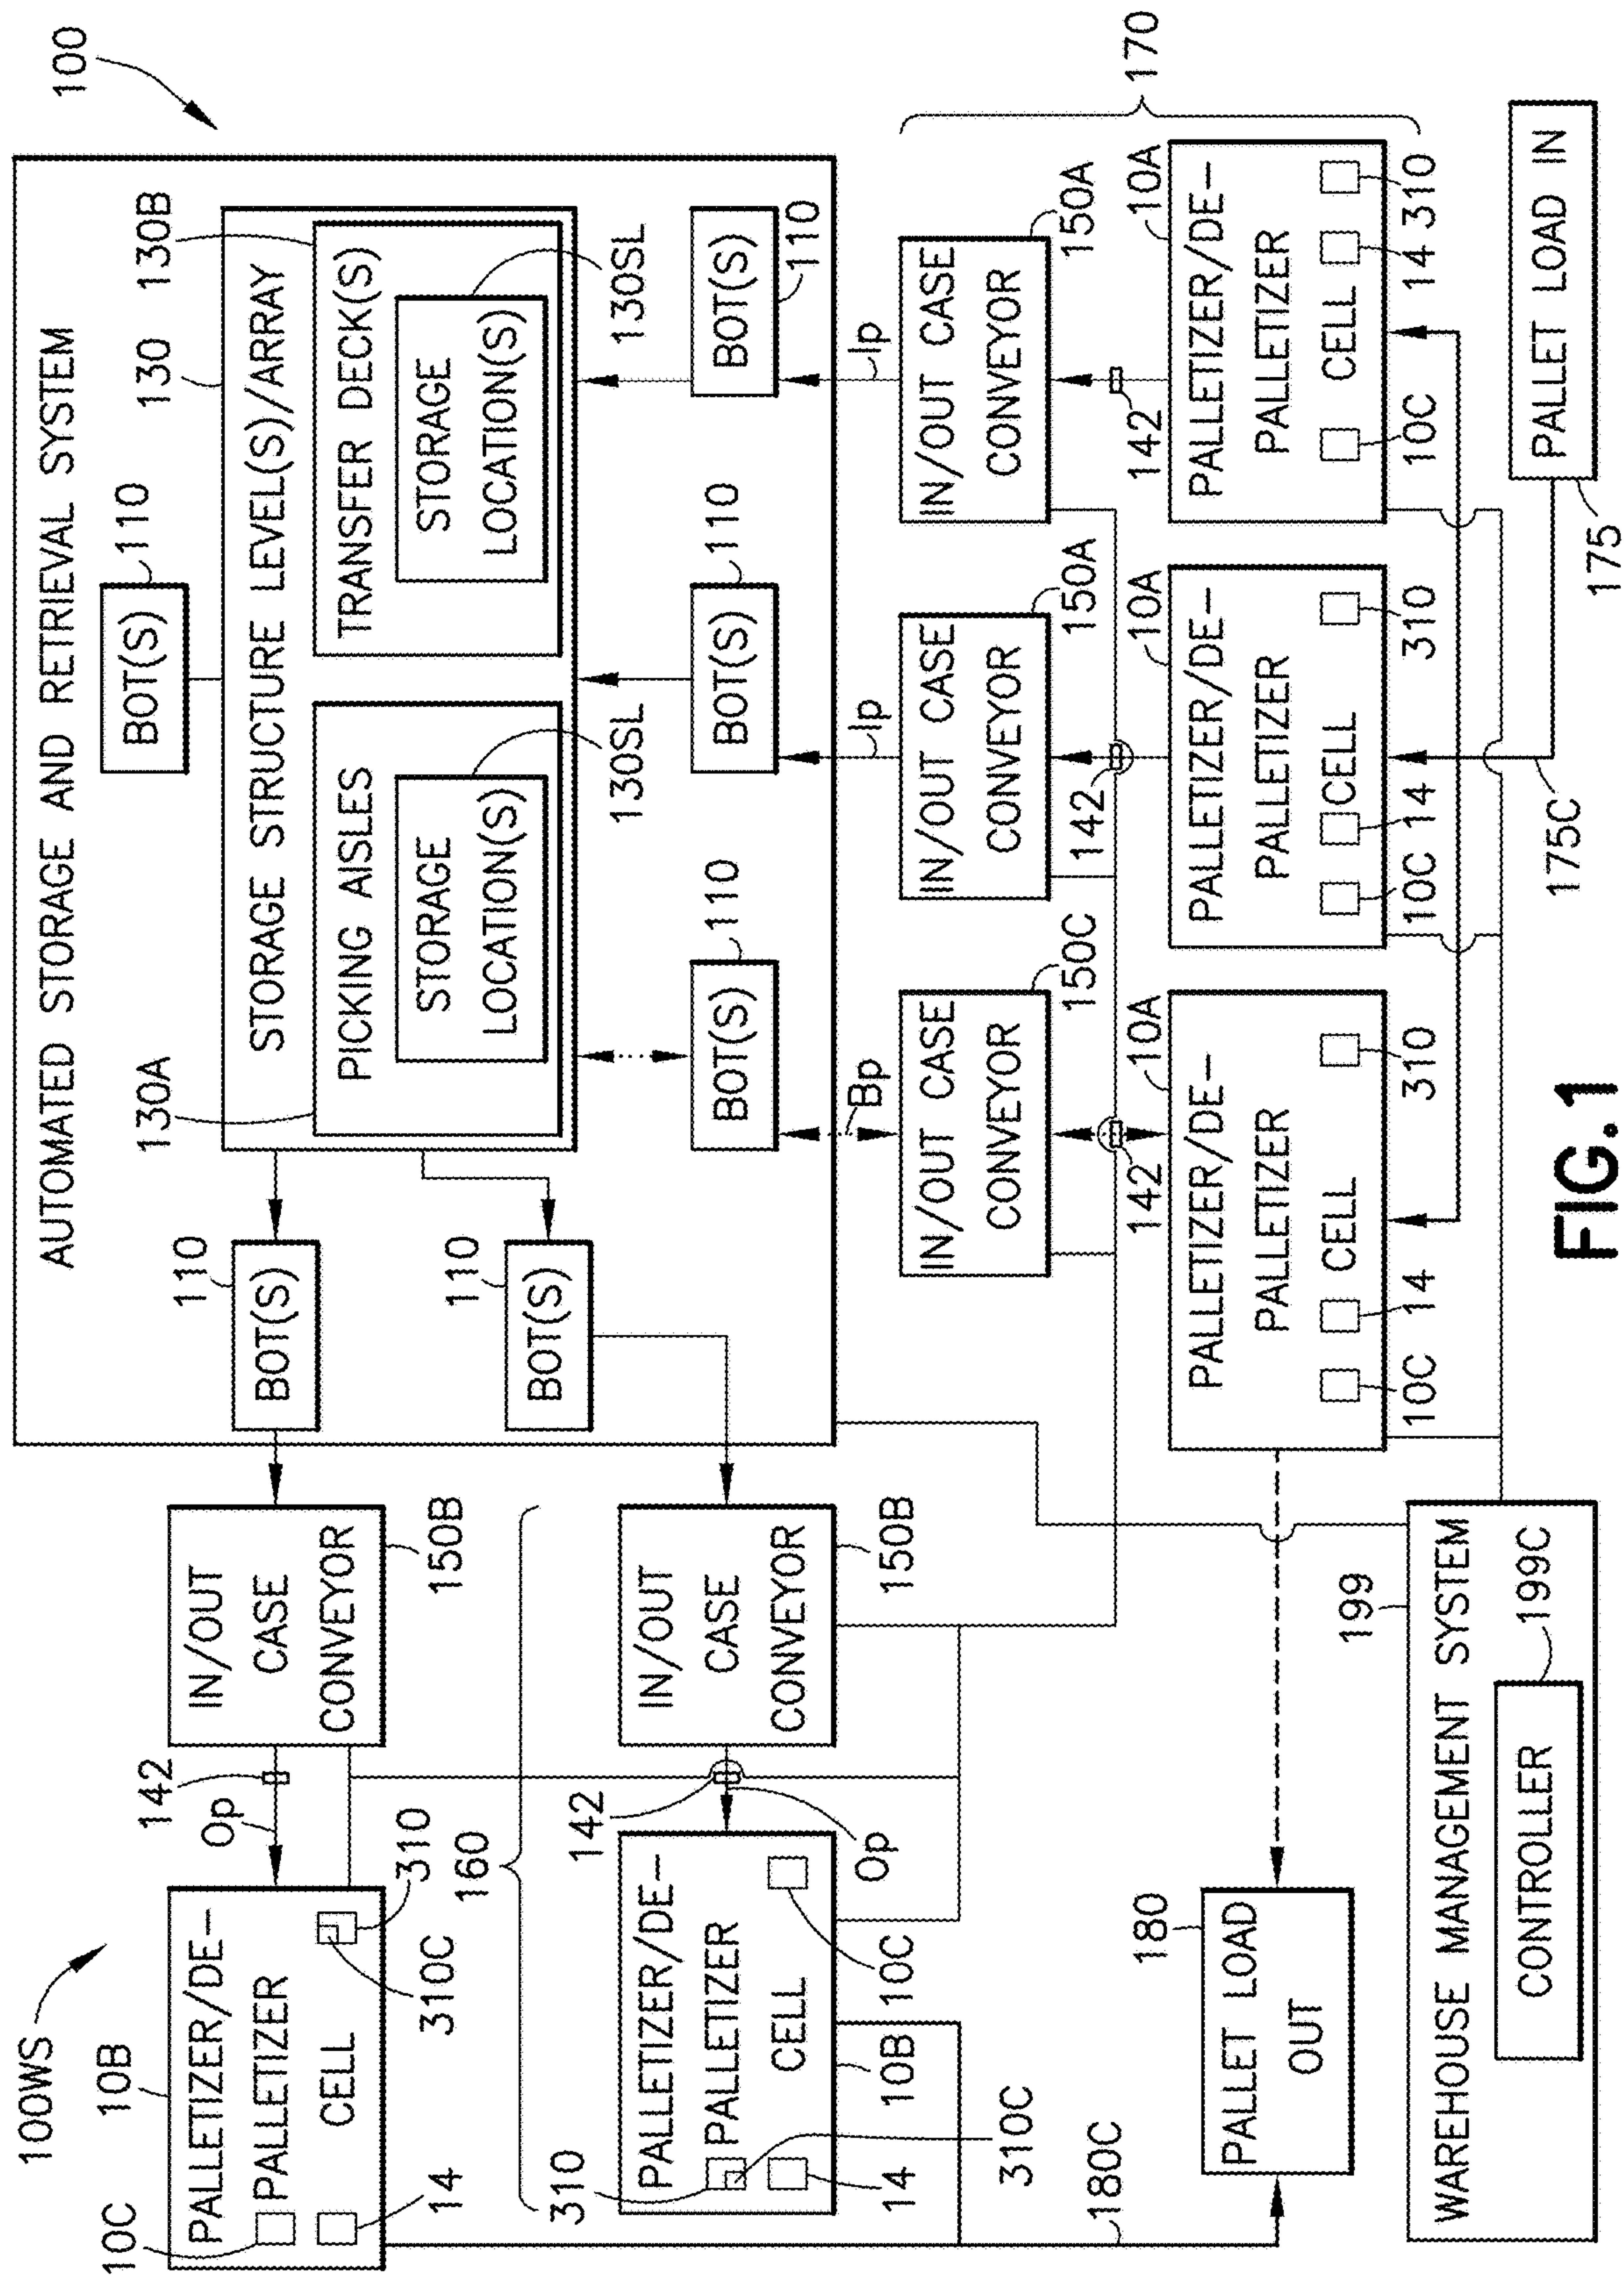 100
AUTOMATED STORAGE AND RETRIEVAL SYSTEM
110
BOT(S)
130
130B
130A
STORAGE STRUCTURE LEVEL(S)/ARRAY
PICKING AISLES
STORAGE
LOCATION(S)
130SL
TRANSFER DECK(S)
STORAGE
LOCATION(S)
130SL
110
BOT(S)
110
BOT(S)
110
BOT(S)
110
BOT(S)
110
BOT(S)
100WS
10B
10C
PALLETIZER/DE-
PALLETIZER
CELL
14
310
310C
Op
142
IN/OUT
CASE
CONVEYOR
150B
160
310
PALLETIZER/DE-
PALLETIZER
CELL
14
310C
10B
10C
Op
142
IN/OUT
CASE
CONVEYOR
150B
Bp
Ip
Ip
IN/OUT CASE
CONVEYOR
150C
IN/OUT CASE
CONVEYOR
150A
IN/OUT CASE
CONVEYOR
150A
170
142
142
142
10A
PALLETIZER/DE-
PALLETIZER
CELL
10C
14
310
10A
PALLETIZER/DE-
PALLETIZER
CELL
10C
14
310
10A
PALLETIZER/DE-
PALLETIZER
CELL
10C
14
310
180C
180
PALLET LOAD
OUT
175C
175
PALLET LOAD IN
199
WAREHOUSE MANAGEMENT SYSTEM
CONTROLLER
199C
FIG.1